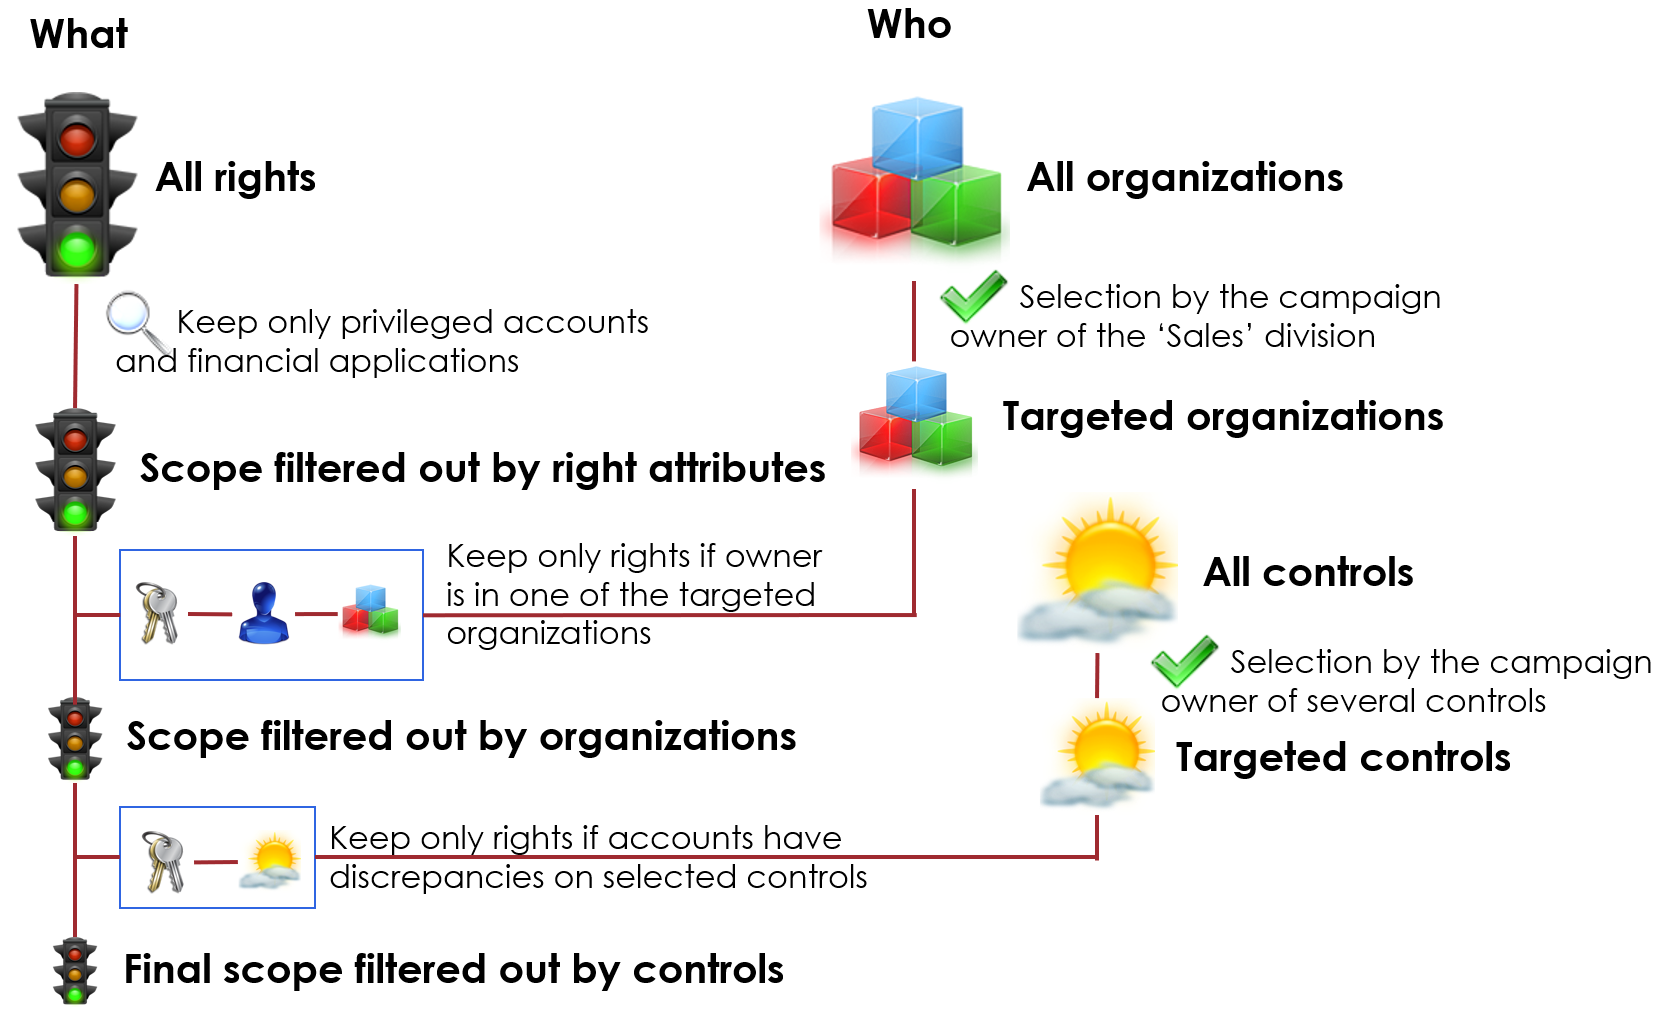 What
Who
All rights
All organizations
Keep only privileged accounts
and financial applications
Selection by the campaign
owner of the ‘Sales’ division
Targeted organizations
Scope filtered out by right attributes
Keep only rights if owner
is in one of the targeted
organizations
All controls
Selection by the campaign
owner of several controls
Scope filtered out by organizations
Targeted controls
Keep only rights if accounts have
discrepancies on selected controls
Final scope filtered out by controls